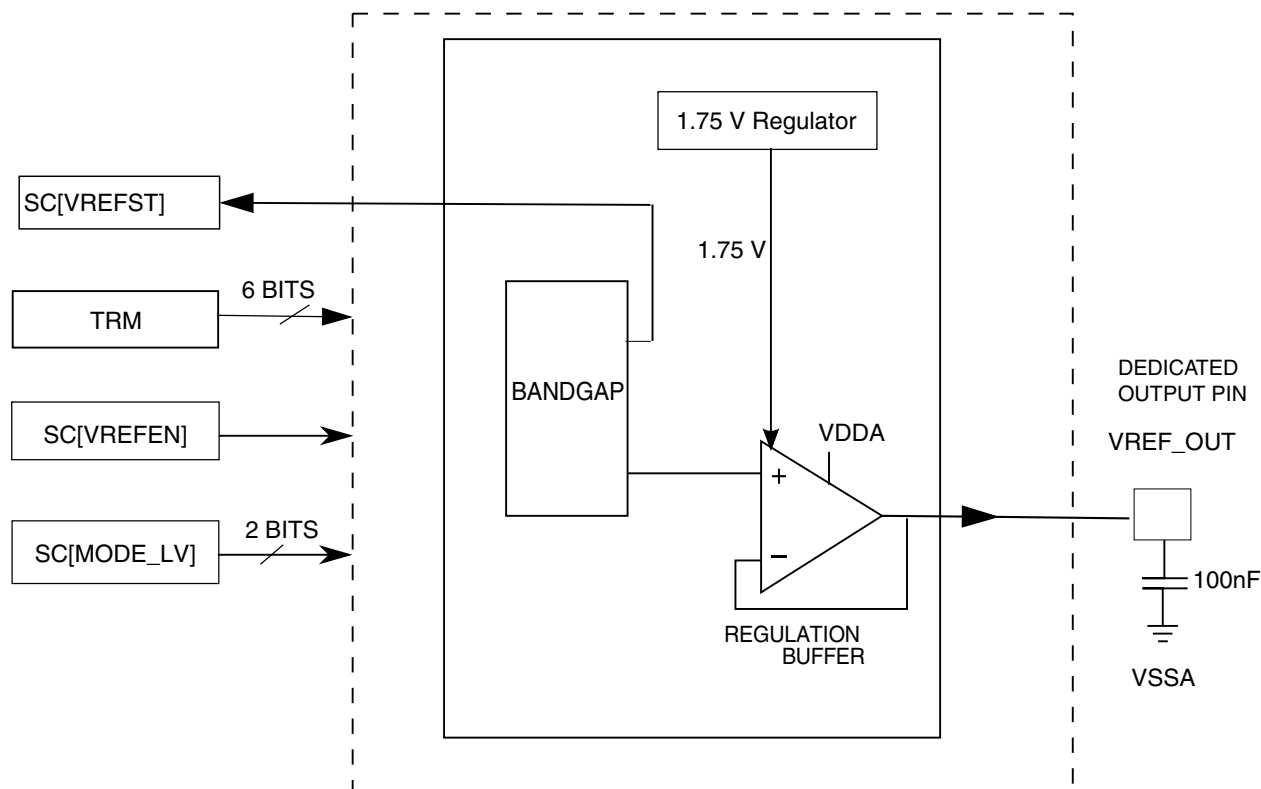 1.75 V Regulator
SC[VREFST]
1.75 V
6 BITS
TRM
BANDGAP
DEDICATED
OUTPUT PIN
SC[VREFEN]
VDDA
VREF_OUT
+
2 BITS
SC[MODE_LV]
−
100nF
REGULATION
BUFFER
VSSA